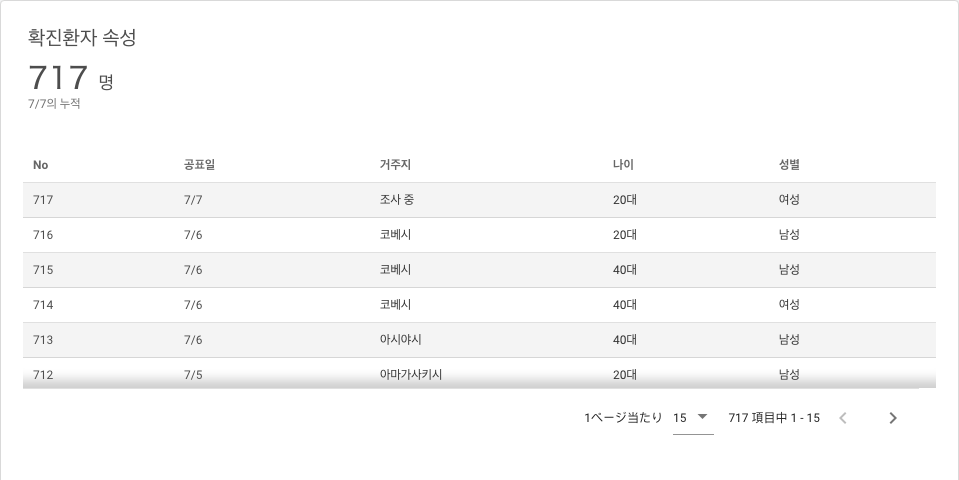 확진환자 속성
717 명
7/7의 누적
No 공표일 거주지 나이 성별
717 7/7 조사 중 20대 여성
716 7/6 코베시 20대 남성
715 7/6 코베시 40대 남성
714 7/6 코베시 40대 여성
713 7/6 아시야시 40대 남성
712 7/5 아마가사키시 20대 남성
1ページ当たり 15 717 項目中 1 - 15